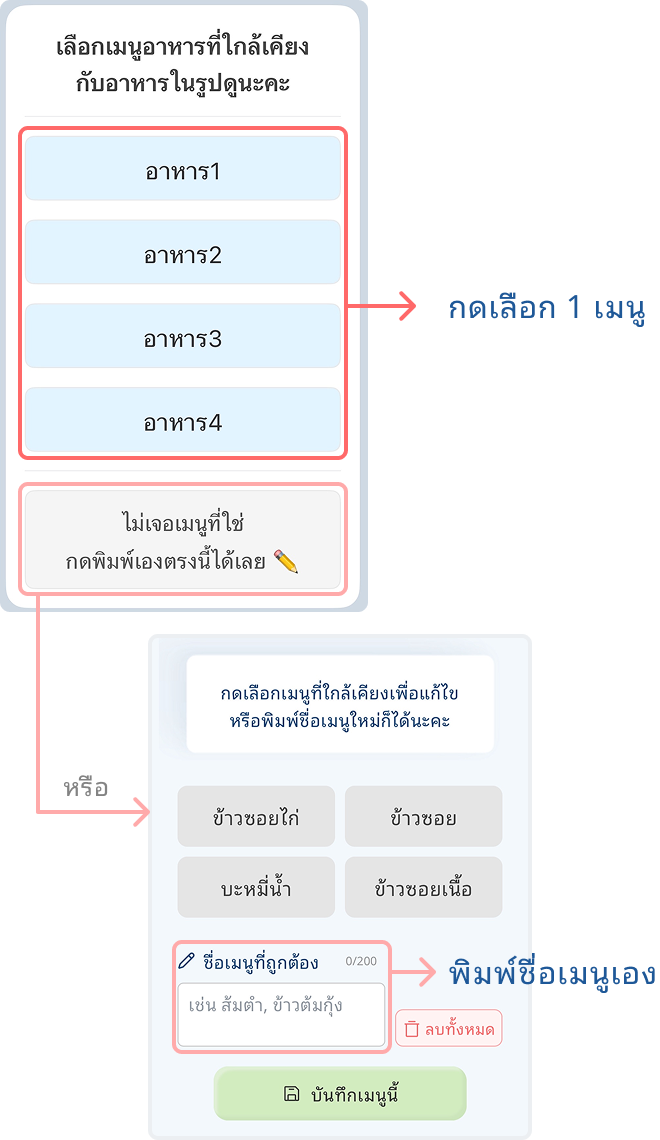 เลือกเมนูอาหารที่ใกล้เคียง
กับอาหารในรูปดูนะคะ
อาหาร1
อาหาร2
อาหาร3
อาหาร4
กดเลือก 1 เมนู
ไม่เจอเมนูที่ใช่
กดพิมพ์เองตรงนี้ได้เลย ✏️
หรือ
กดเลือกเมนูที่ใกล้เคียงเพื่อแก้ไข
หรือพิมพ์ชื่อเมนูใหม่ก็ได้นะคะ
ข้าวซอยไก่
ข้าวซอย
บะหมี่น้ำ
ข้าวซอยเนื้อ
ชื่อเมนูที่ถูกต้อง 0/200
เช่น ส้มตำ, ข้าวต้มกุ้ง
พิมพ์ชื่อเมนูเอง
ลบทั้งหมด
บันทึกเมนูนี้